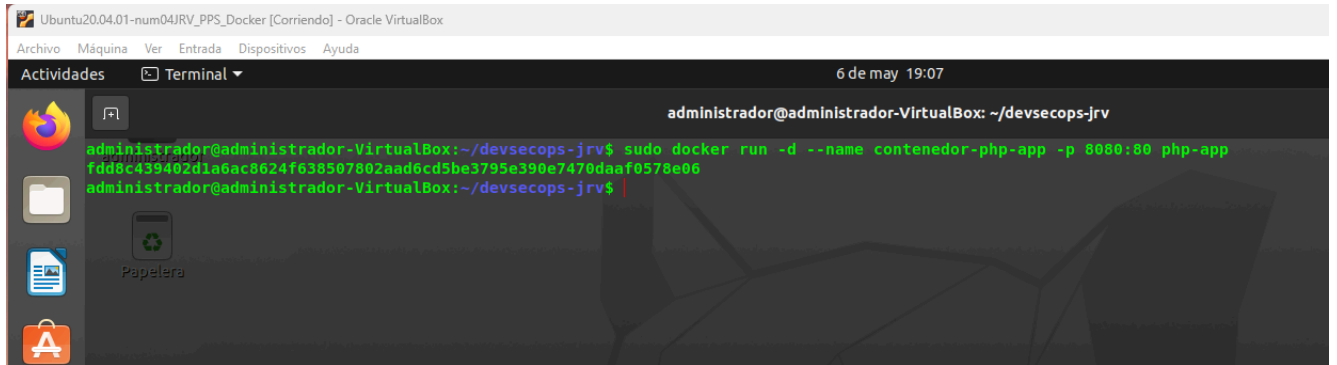 Ubuntu20.04.01-num04JRV_PPS_Docker [Corriendo] - Oracle VirtualBox
Archivo Máquina Ver Entrada Dispositivos Ayuda
Actividades Terminal 6 de may 19:07
administrador@administrador-VirtualBox: ~/devsecops-jrv
administrador@administrador-VirtualBox:~/devsecops-jrv$ sudo docker run -d --name contenedor-php-app -p 8080:80 php-app
administrador
fdd8c439402d1a6ac8624f638507802aad6cd5be3795e390e7470daaf0578e06
administrador@administrador-VirtualBox:~/devsecops-jrv$
Papelera